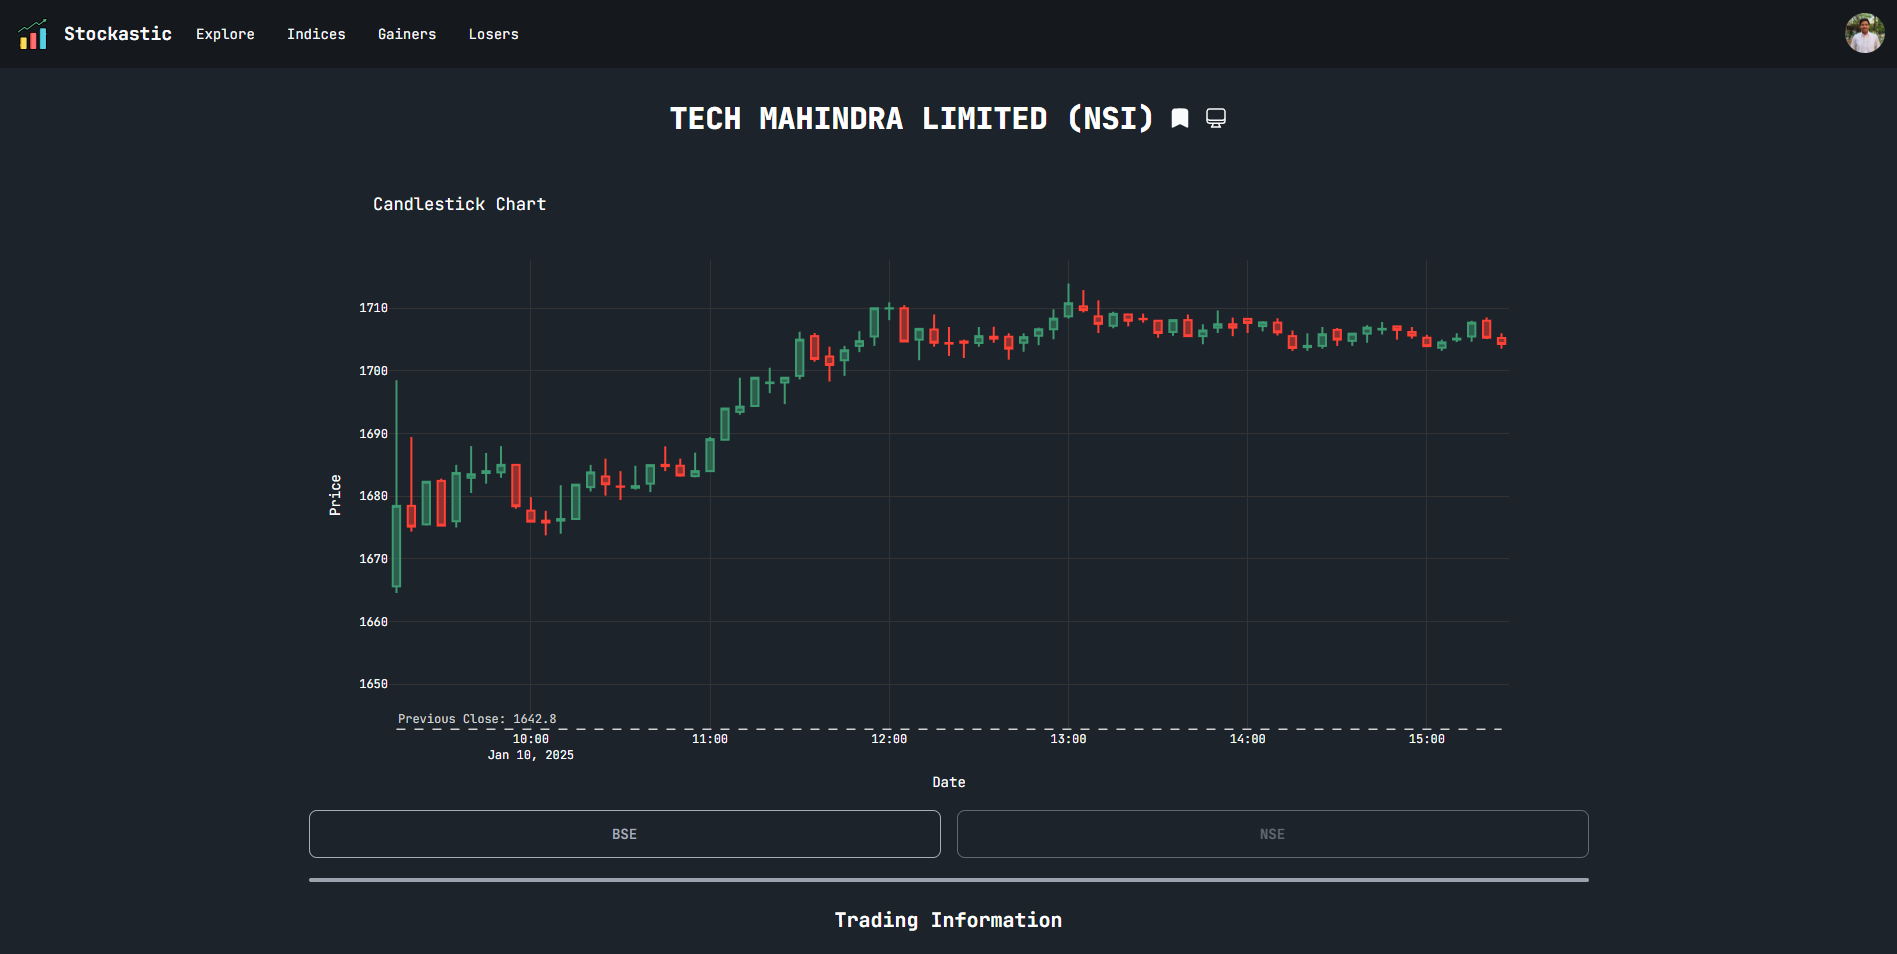 Stockastic Explore Indices Gainers Losers
TECH MAHINDRA LIMITED (NSI)
Candlestick Chart
1710
1700
1690
1680
1670
1660
1650
Price
Previous Close: 1642.8
10:00 11:00 12:00 13:00 14:00 15:00
Jan 10, 2025
Date
BSE NSE
Trading Information